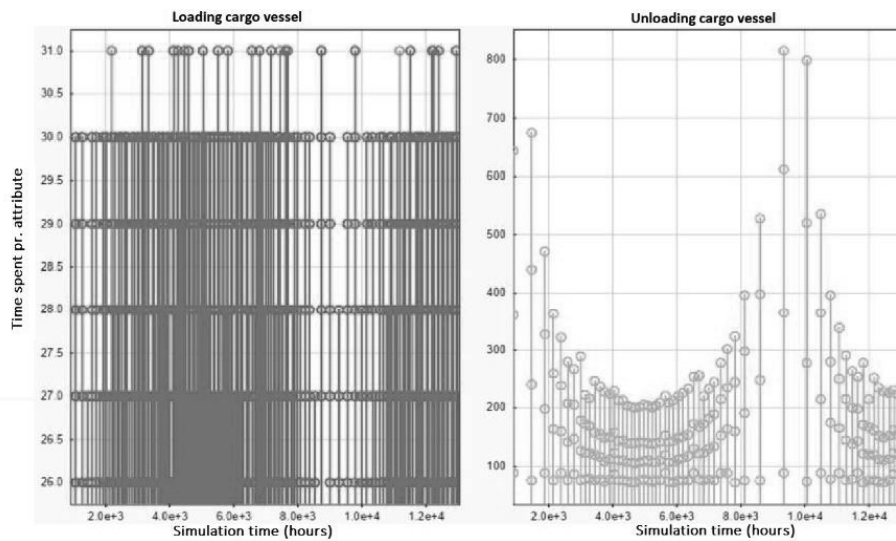 Loading cargo vessel
Unloading cargo vessel
Time spent pr. attribute
31.0
30.5
30.0
29.5
29.0
28.5
28.0
27.5
27.0
26.5
26.0
2.0e+3 4.0e+3 6.0e+3 8.0e+3 1.0e+4 1.2e+4
Simulation time (hours)
800
700
600
500
400
300
200
100
2.0e+3 4.0e+3 6.0e+3 8.0e+3 1.0e+4 1.2e+4
Simulation time (hours)